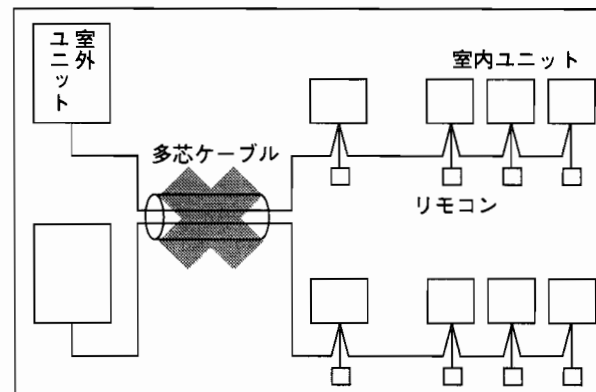 室外
ユニット
多芯ケーブル
室内ユニット
リモコン